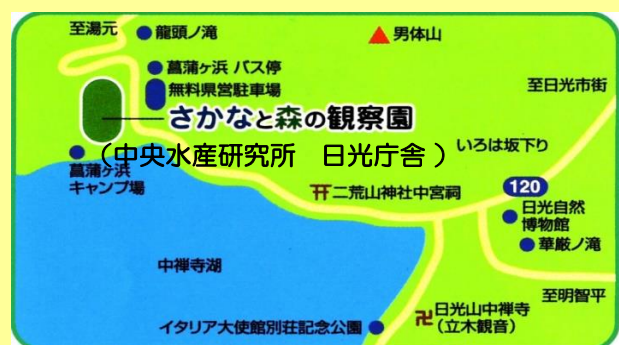 至湯元
龍頭ノ滝
男体山
菖蒲ヶ浜 バス停
無料県営駐車場
至日光市街
さかなと森の観察園
(中央水産研究所 日光庁舎)
いろは坂下り
菖蒲ヶ浜
キャンプ場
二荒山神社中宮祠
120
日光自然
博物館
華厳ノ滝
中禅寺湖
至明智平
日光山中禅寺
(立木観音)
イタリア大使館別荘記念公園